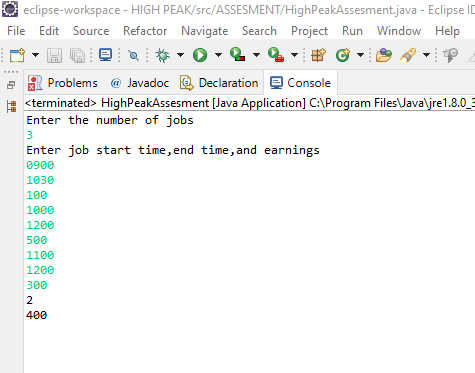 eclipse-workspace - HIGH PEAK/src/ASSESMENT/HighPeakAssesment.java - Eclipse ID
File Edit Source Refactor Navigate Search Project Run Window Help
Problems @ Javadoc Declaration Console
<terminated> HighPeakAssesment [Java Application] C:\Program Files\Java\jre1.8.0_3
Enter the number of jobs
3
Enter job start time,end time,and earnings
0900
1030
100
1000
1200
500
1100
1200
300
2
400